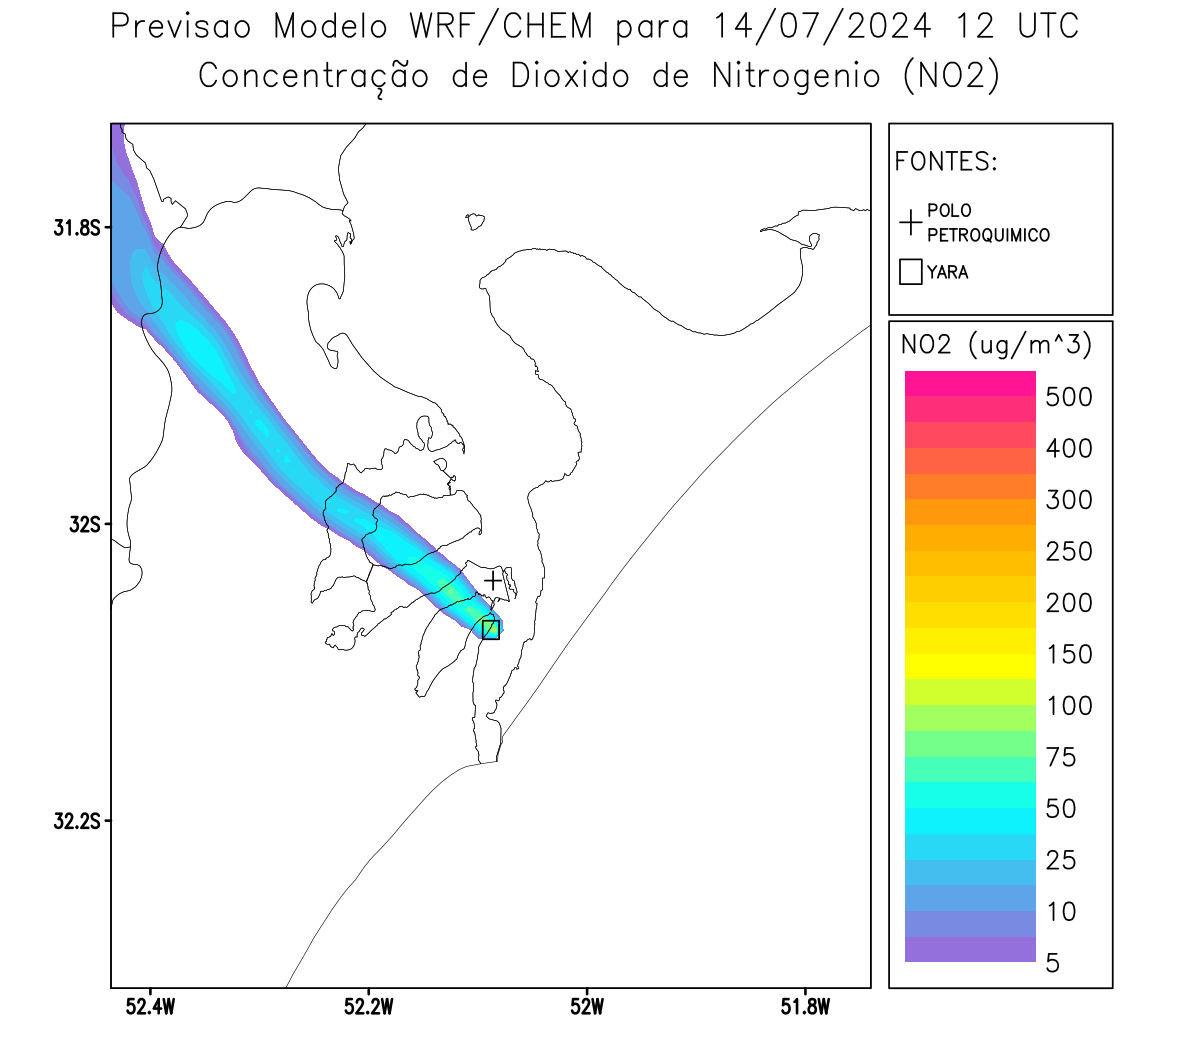 Previsao Modelo WRF/CHEM para 14/07/2024 12 UTC
Concentração de Dioxido de Nitrogenio (NO2)
FONTES:
POLO
PETROQUIMICO
YARA
31.8S
32S
32.2S
52.4W
52.2W
52W
51.8W
NO2 (ug/m^3)
500
400
300
250
200
150
100
75
50
25
10
5